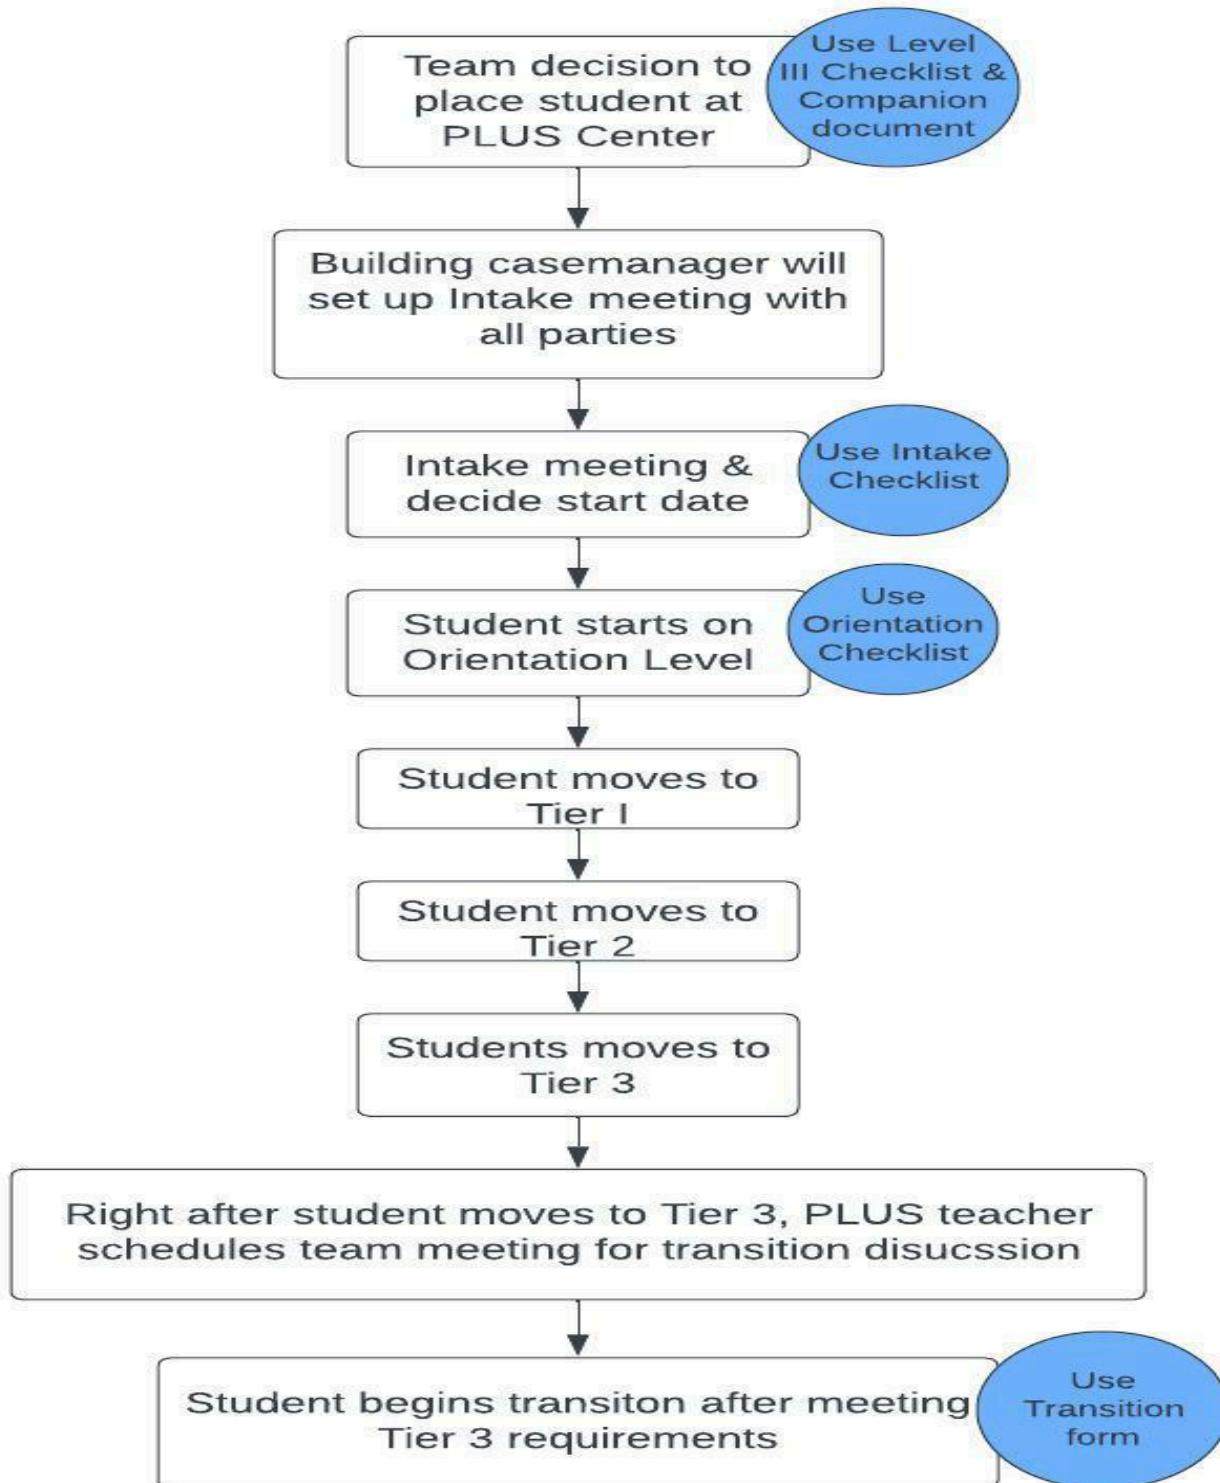 Team decision to
place student at
PLUS Center
Use Level
III Checklist &
Companion
document
Building casemanager will
set up Intake meeting with
all parties
Intake meeting &
decide start date
Use Intake
Checklist
Student starts on
Orientation Level
Use
Orientation
Checklist
Student moves to
Tier I
Student moves to
Tier 2
Students moves to
Tier 3
Right after student moves to Tier 3, PLUS teacher
schedules team meeting for transition disucssion
Student begins transiton after meeting
Tier 3 requirements
Use
Transition
form